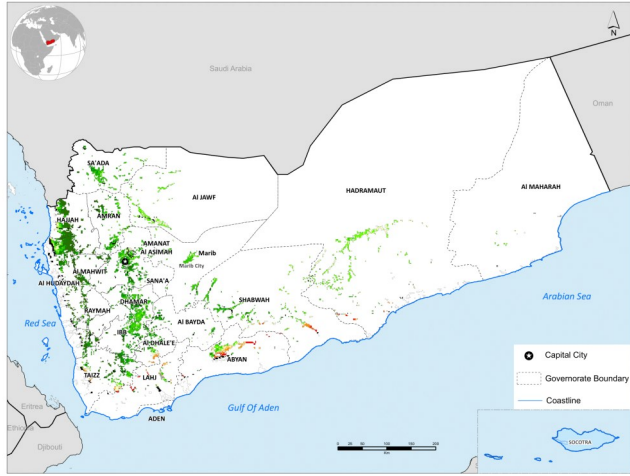 N
Saudi Arabia
Oman
SA'ADA
Al JAWF
HADRAMAUT
Al MAHARAH
HAJJAH
AMRAN
AMANAT
Al ASIMAH
Marib
Marib City
Al MAHWIT
SANA'A
Al HUDAYDAH
DHAMAR
RAYMAH
SHABWAH
Al BAYDA
Arabian Sea
Red Sea
IBB
Al DHALE'E
ABYAN
TAIZZ
LAHJ
ADEN
Gulf Of Aden
Capital City
Governorate Boundary
Coastline
Eritrea
Djibouti
SOCOTRA